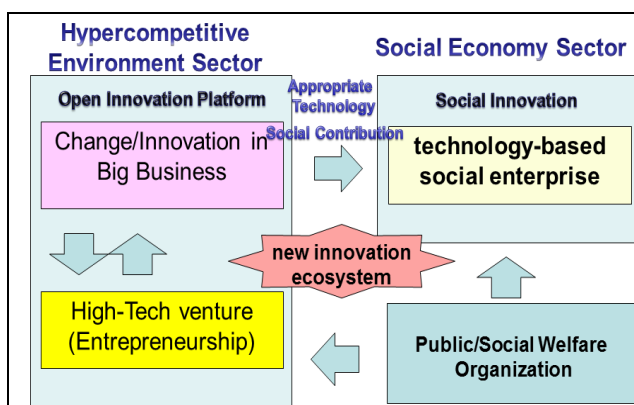 Hypercompetitive
Environment Sector
Social Economy Sector
Open Innovation Platform
Appropriate
Technology
Social Contribution
Social Innovation
Change/Innovation in
Big Business
technology-based
social enterprise
new innovation
ecosystem
High-Tech venture
(Entrepreneurship)
Public/Social Welfare
Organization